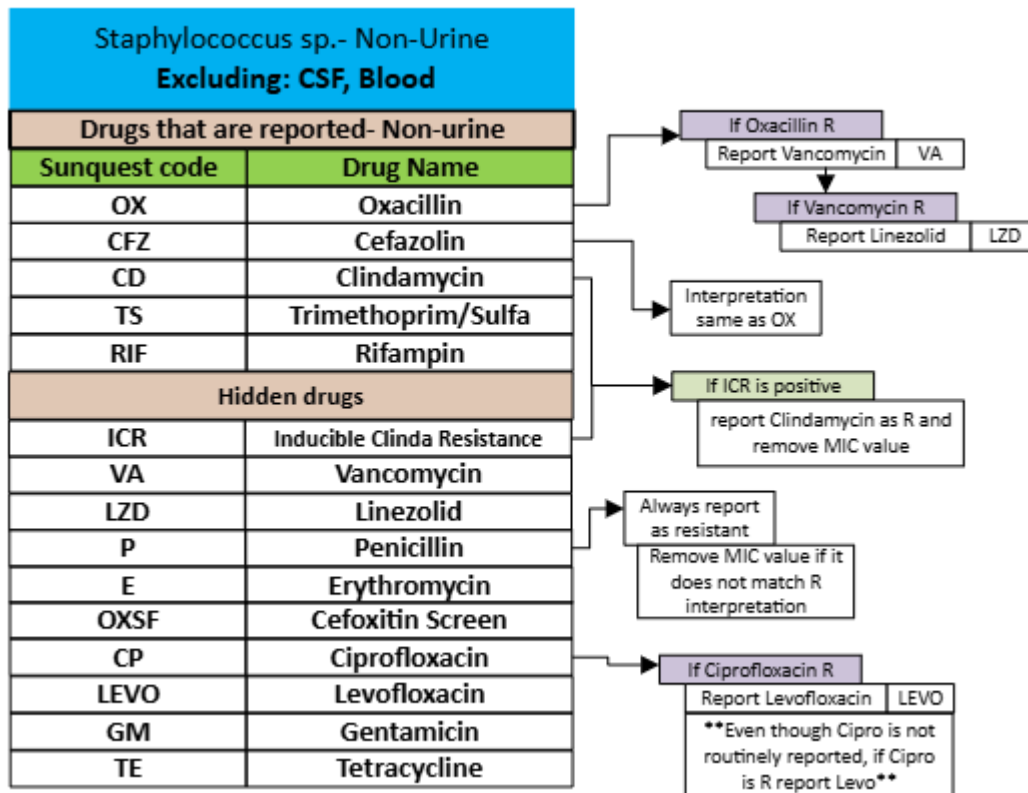 Staphylococcus sp.- Non-Urine
Excluding: CSF, Blood
Drugs that are reported- Non-urine
Sunquest code Drug Name
OX Oxacillin
CFZ Cefazolin
CD Clindamycin
TS Trimethoprim/Sulfa
RIF Rifampin
Hidden drugs
ICR Inducible Clinda Resistance
VA Vancomycin
LZD Linezolid
P Penicillin
E Erythromycin
OXSF Cefoxitin Screen
CP Ciprofloxacin
LEVO Levofloxacin
GM Gentamicin
TE Tetracycline
If Oxacillin R
Report Vancomycin VA
If Vancomycin R
Report Linezolid LZD
Interpretation
same as OX
If ICR is positive
report Clindamycin as R and
remove MIC value
Always report
as resistant
Remove MIC value if it
does not match R
interpretation
If Ciprofloxacin R
Report Levofloxacin LEVO
**Even though Cipro is not
routinely reported, if Cipro
is R report Levo**